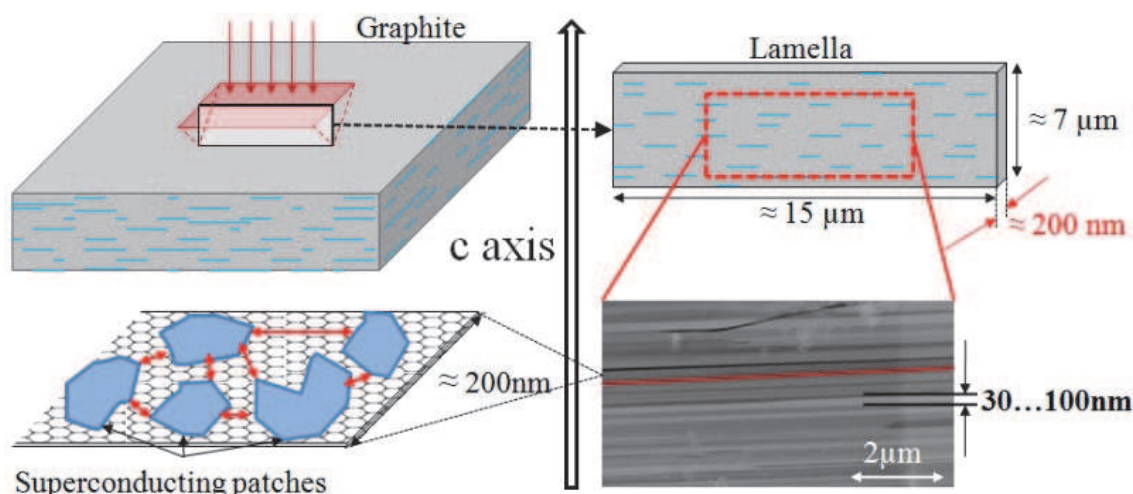 Graphite
Lamella
≈ 7 µm
≈ 15 µm
≈ 200 nm
c axis
≈ 200nm
30...100nm
2µm
Superconducting patches